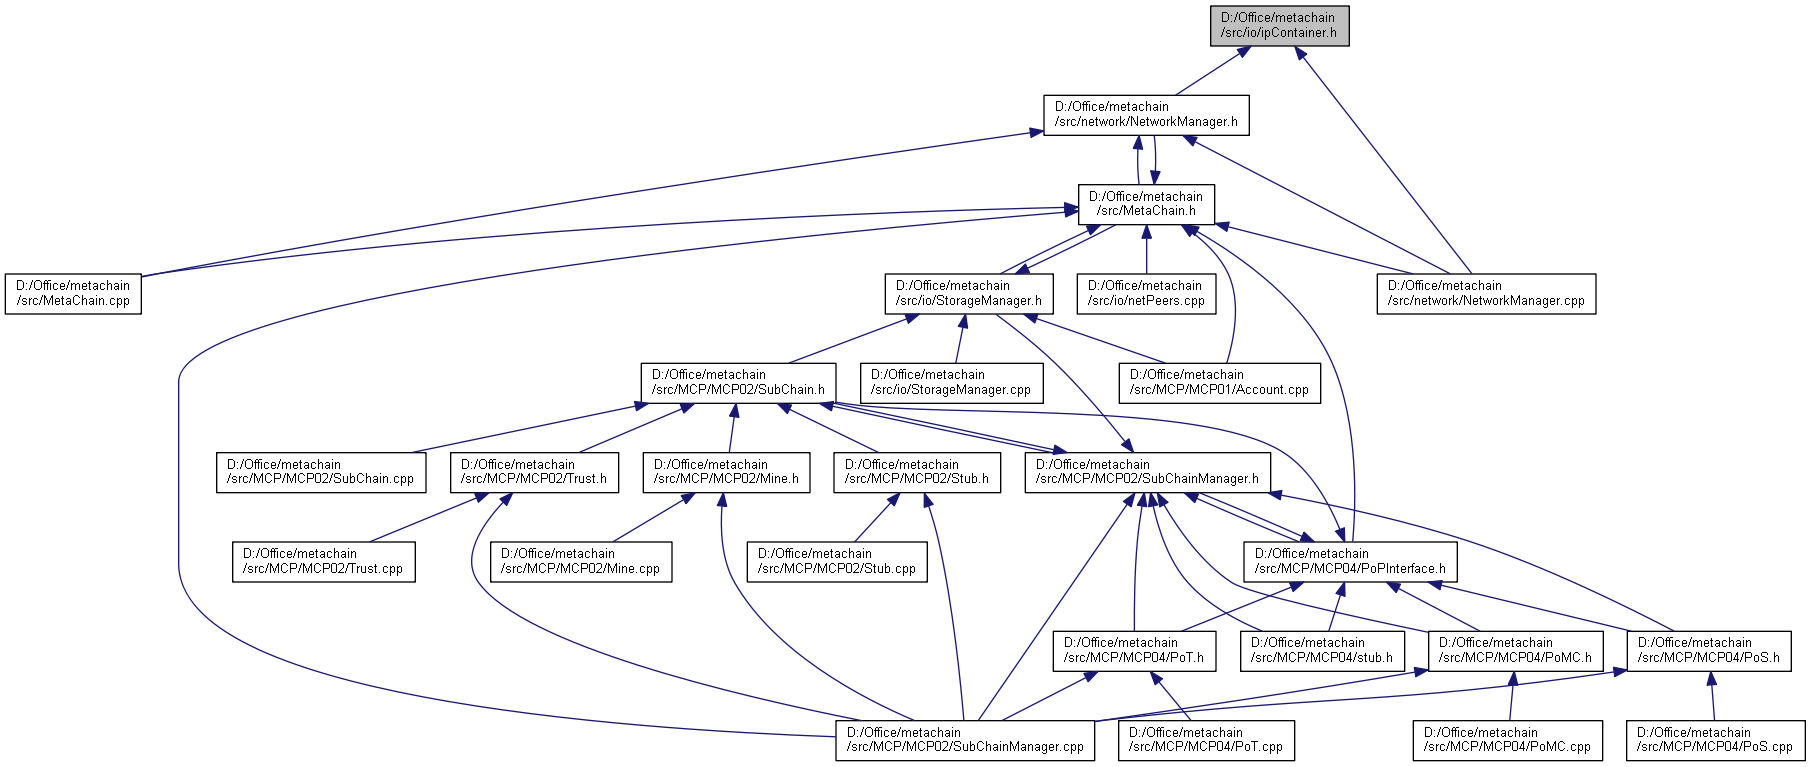 D:/Office/metachain
/src/io/ipContainer.h
D:/Office/metachain
/src/network/NetworkManager.h
D:/Office/metachain
/src/MetaChain.h
D:/Office/metachain
/src/MetaChain.cpp
D:/Office/metachain
/src/io/StorageManager.h
D:/Office/metachain
/src/io/netPeers.cpp
D:/Office/metachain
/src/network/NetworkManager.cpp
D:/Office/metachain
/src/MCP/MCP02/SubChain.h
D:/Office/metachain
/src/io/StorageManager.cpp
D:/Office/metachain
/src/MCP/MCP01/Account.cpp
D:/Office/metachain
/src/MCP/MCP02/SubChain.cpp
D:/Office/metachain
/src/MCP/MCP02/Trust.h
D:/Office/metachain
/src/MCP/MCP02/Mine.h
D:/Office/metachain
/src/MCP/MCP02/Stub.h
D:/Office/metachain
/src/MCP/MCP02/SubChainManager.h
D:/Office/metachain
/src/MCP/MCP02/Trust.cpp
D:/Office/metachain
/src/MCP/MCP02/Mine.cpp
D:/Office/metachain
/src/MCP/MCP02/Stub.cpp
D:/Office/metachain
/src/MCP/MCP04/PoPInterface.h
D:/Office/metachain
/src/MCP/MCP04/PoT.h
D:/Office/metachain
/src/MCP/MCP04/stub.h
D:/Office/metachain
/src/MCP/MCP04/PoMC.h
D:/Office/metachain
/src/MCP/MCP04/PoS.h
D:/Office/metachain
/src/MCP/MCP02/SubChainManager.cpp
D:/Office/metachain
/src/MCP/MCP04/PoT.cpp
D:/Office/metachain
/src/MCP/MCP04/PoMC.cpp
D:/Office/metachain
/src/MCP/MCP04/PoS.cpp